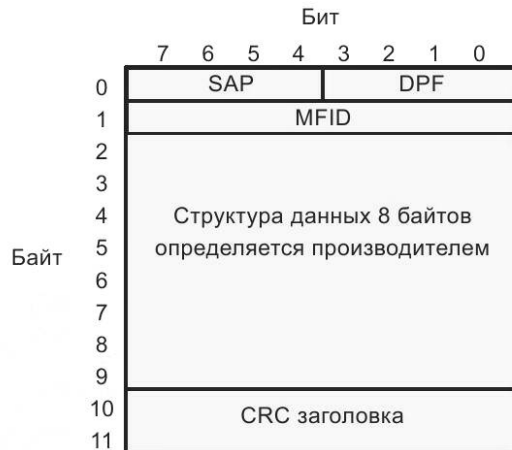 Бит
7 6 5 4 3 2 1 0
0 SAP DPF
1 MFID
2
3
4 Структура данных 8 байтов
Байт 5 определяется производителем
6
7
8
9
10 CRC заголовка
11